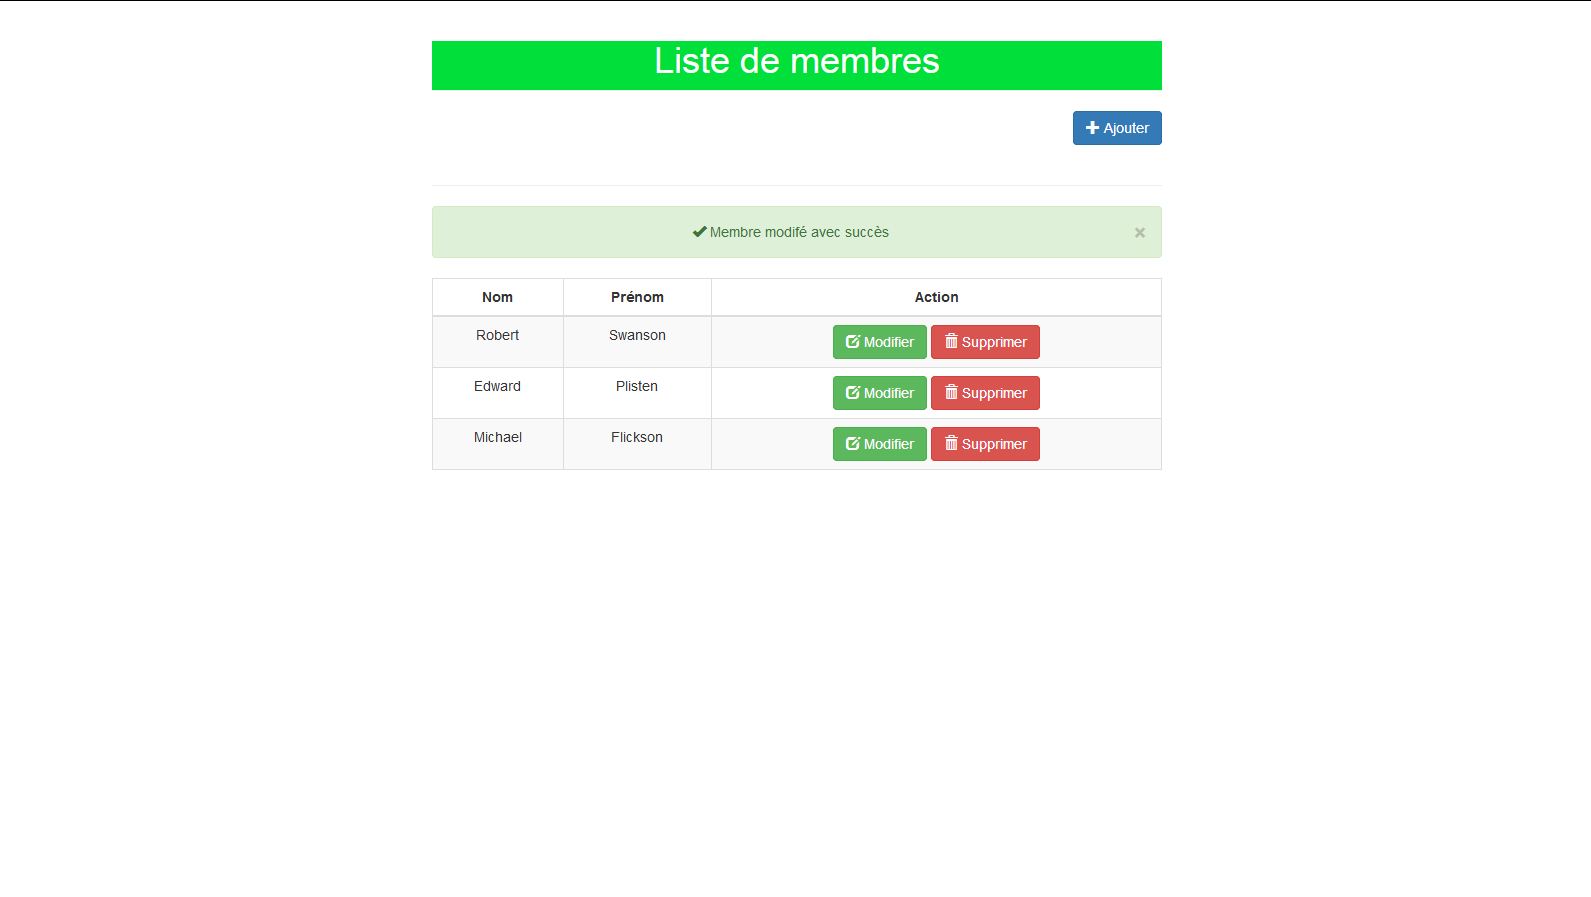 Liste de membres
Ajouter
Membre modifé avec succès ×
Nom Prénom Action
Robert Swanson Modifier Supprimer
Edward Plisten Modifier Supprimer
Michael Flickson Modifier Supprimer